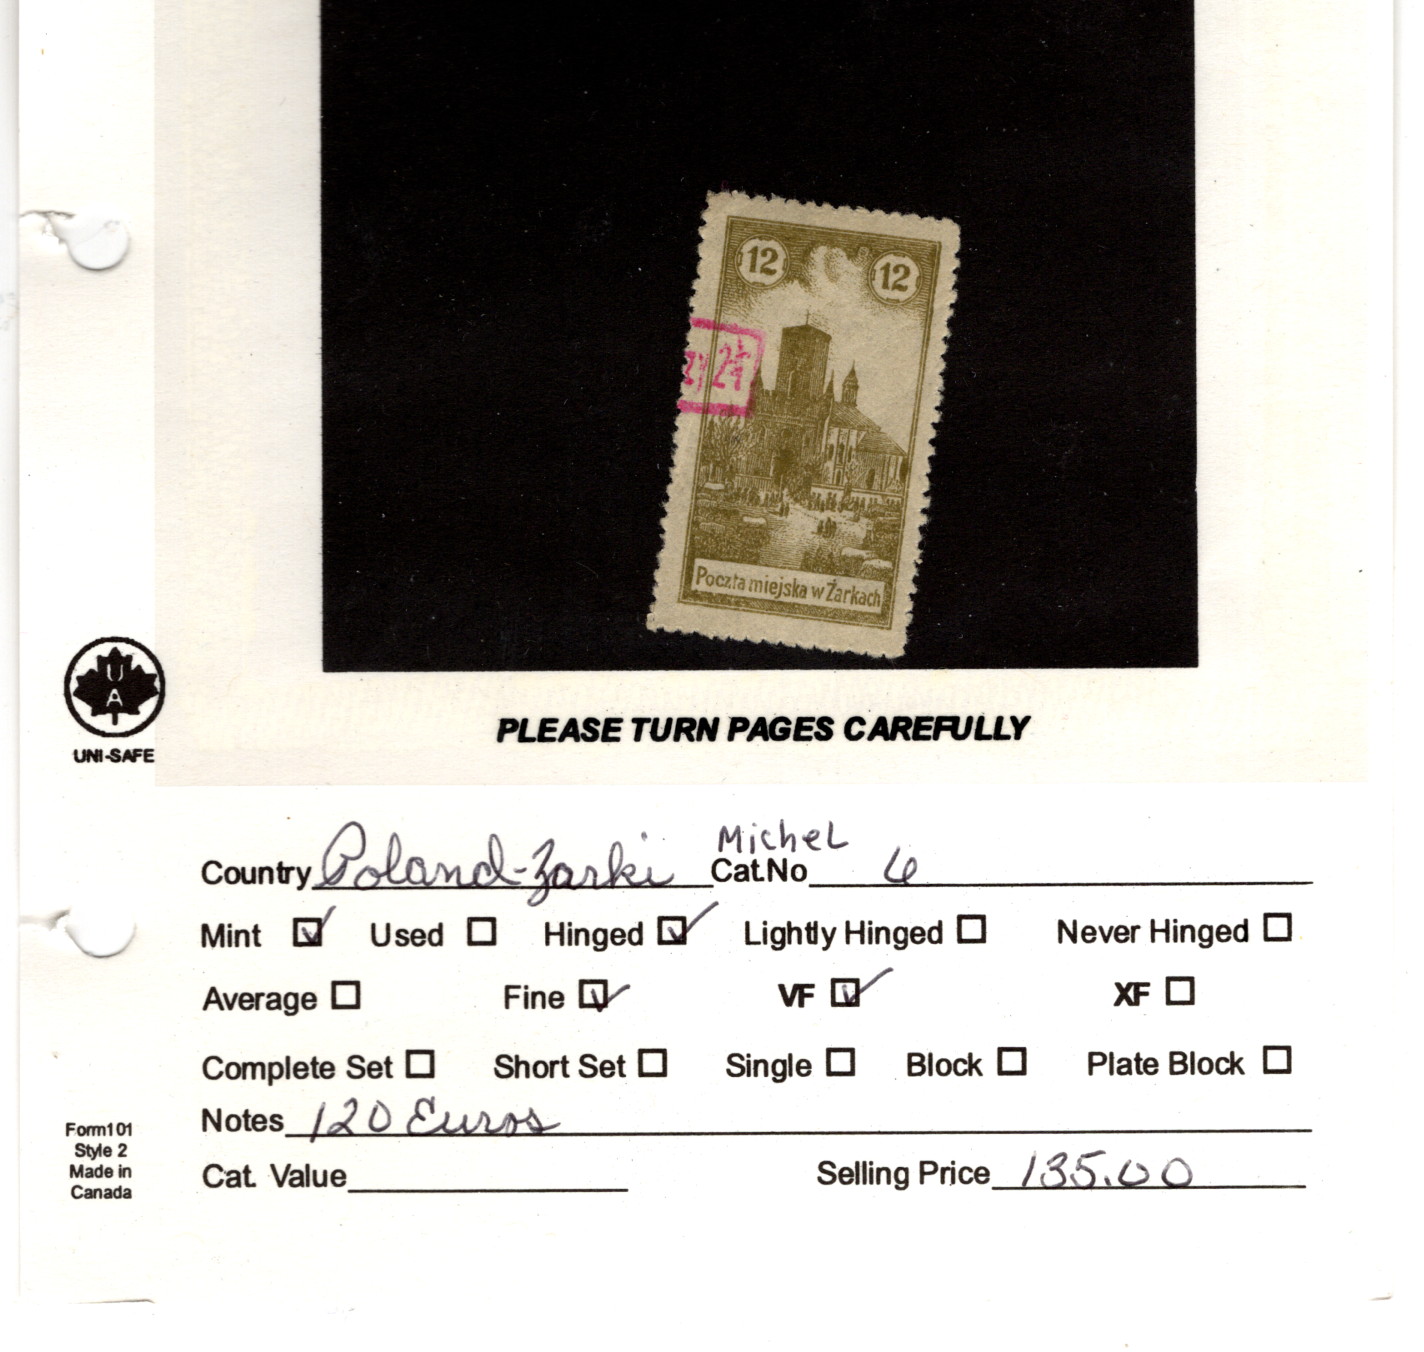 12 12
Poczta miejska w Żarkach
U
A
UNI-SAFE
PLEASE TURN PAGES CAREFULLY
Michel
Country Poland-Zarki Cat.No 6
Mint Used Hinged Lightly Hinged Never Hinged
Average Fine VF XF
Complete Set Short Set Single Block Plate Block
Notes 120 Euros
Cat. Value Selling Price 135.00
Form101
Style 2
Made in
Canada